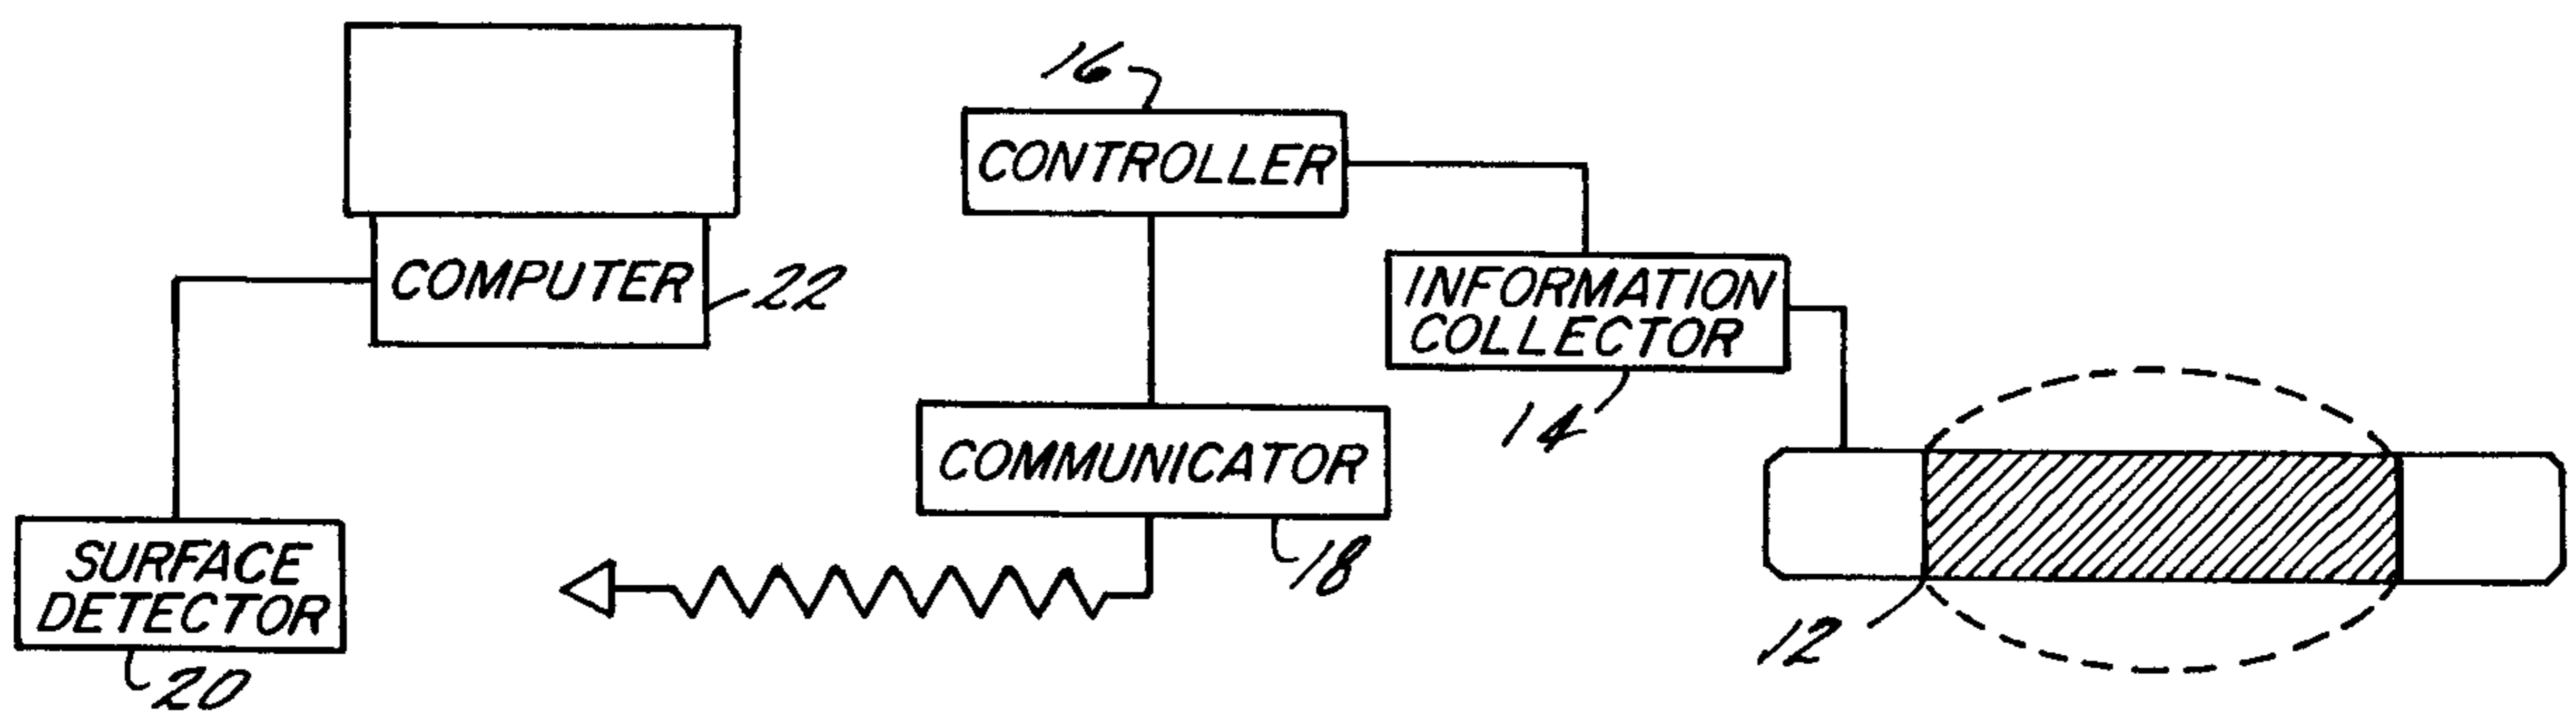 16
CONTROLLER
COMPUTER
22
INFORMATION
COLLECTOR
14
COMMUNICATOR
18
SURFACE
DETECTOR
20
12